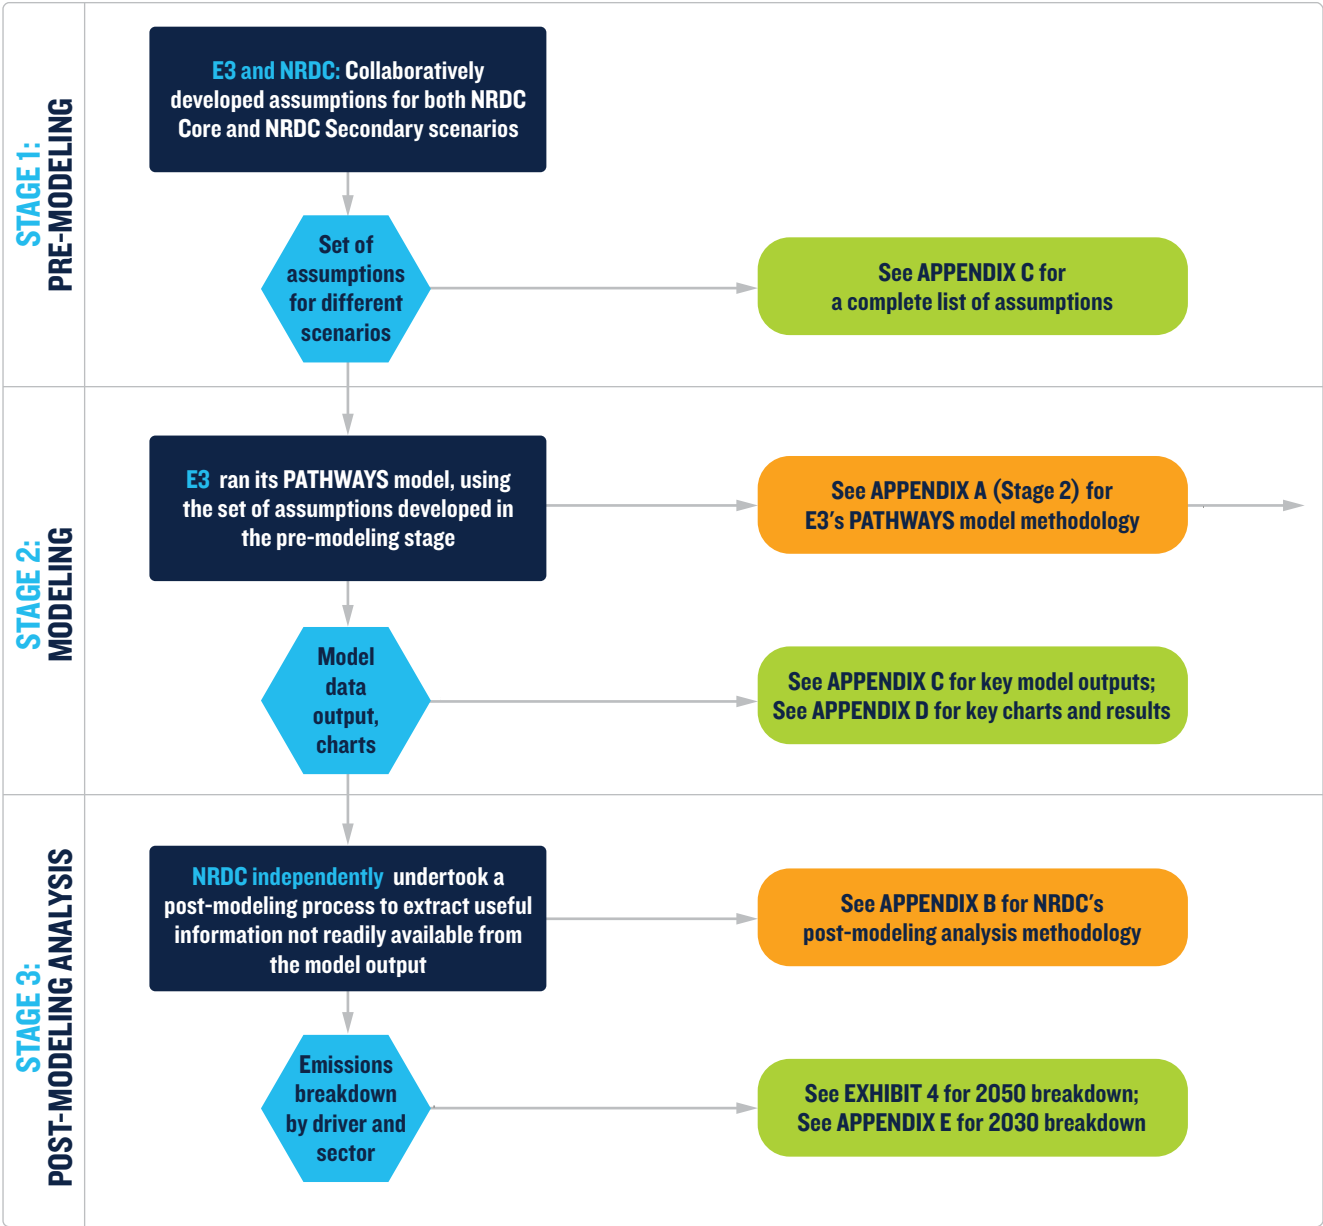 STAGE 1:
PRE-MODELING
E3 and NRDC: Collaboratively
developed assumptions for both NRDC
Core and NRDC Secondary scenarios
Set of
assumptions
for different
scenarios
See APPENDIX C for
a complete list of assumptions
STAGE 2:
MODELING
E3 ran its PATHWAYS model, using
the set of assumptions developed in
the pre-modeling stage
See APPENDIX A (Stage 2) for
E3's PATHWAYS model methodology
Model
data
output,
charts
See APPENDIX C for key model outputs;
See APPENDIX D for key charts and results
STAGE 3:
POST-MODELING ANALYSIS
NRDC independently undertook a
post-modeling process to extract useful
information not readily available from
the model output
See APPENDIX B for NRDC's
post-modeling analysis methodology
Emissions
breakdown
by driver and
sector
See EXHIBIT 4 for 2050 breakdown;
See APPENDIX E for 2030 breakdown